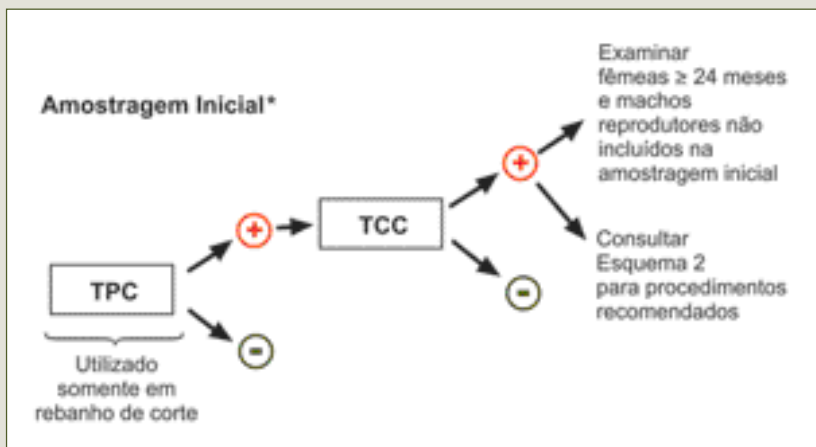 Amostragem Inicial*
TPC
Utilizado
somente em
rebanho de corte
+
-
TCC
+
-
Examinar
fêmeas ≥ 24 meses
e machos
reprodutores não
incluídos na
amostragem inicial
Consultar
Esquema 2
para procedimentos
recomendados